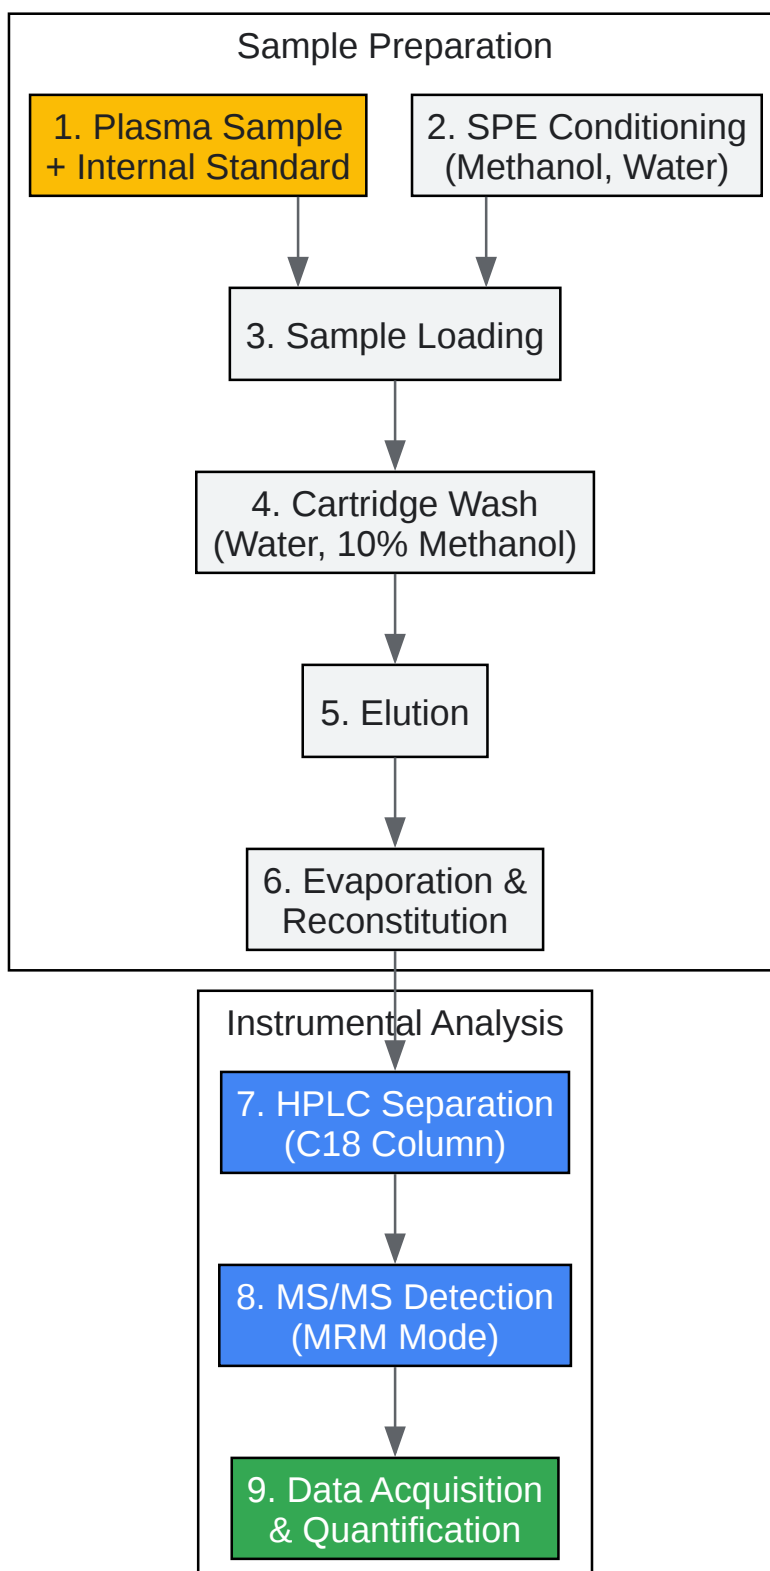 Sample Preparation
1. Plasma Sample
+ Internal Standard
2. SPE Conditioning
(Methanol, Water)
3. Sample Loading
4. Cartridge Wash
(Water, 10% Methanol)
5. Elution
6. Evaporation &
Reconstitution
Instrumental Analysis
7. HPLC Separation
(C18 Column)
8. MS/MS Detection
(MRM Mode)
9. Data Acquisition
& Quantification